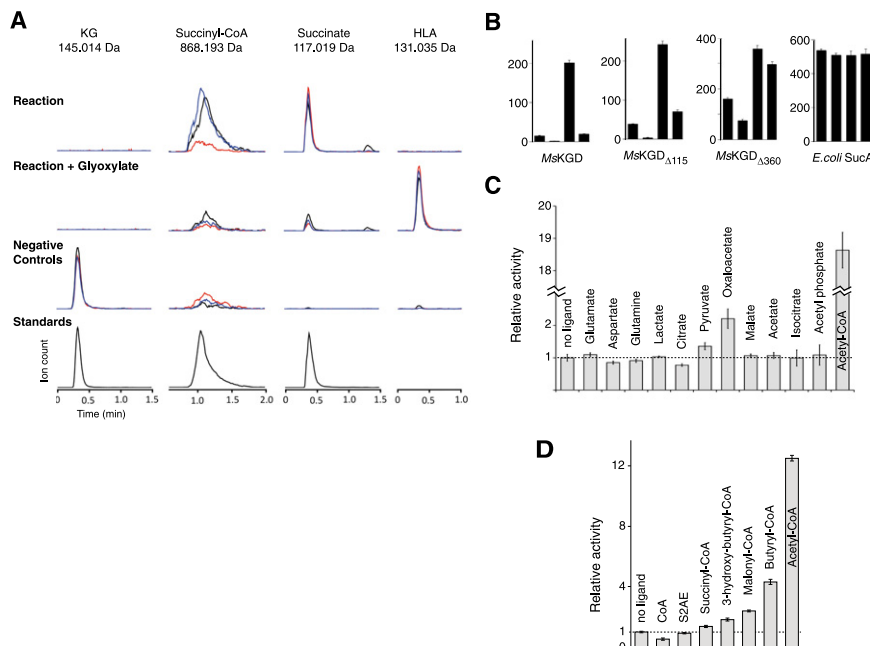 A
KG
145.014 Da
Succinyl-CoA
868.193 Da
Succinate
117.019 Da
HLA
131.035 Da
Reaction
Reaction + Glyoxylate
Negative
Controls
Standards
Ion count
0
0.5
1.0
1.5
1.0
1.5
2.0
0
0.5
1.0
1.5
0
0.5
1.0
1.5
Time (min)
B
200
100
0
MsKGD
200
100
0
MsKGDΔ115
400
300
200
100
0
MsKGDΔ360
600
400
200
0
E.coli SucA
C
Relative activity
20
19
18
2
1
no ligand
Glutamate
Aspartate
Glutamine
Lactate
Citrate
Pyruvate
Oxaloacetate
Malate
Acetate
Isocitrate
Acetyl phosphate
Acetyl-CoA
D
Relative activity
12
8
4
1
0
no ligand
CoA
S2AE
Succinyl-CoA
3-hydroxy-butyryl-CoA
Malonyl-CoA
Butyryl-CoA
Acetyl-CoA